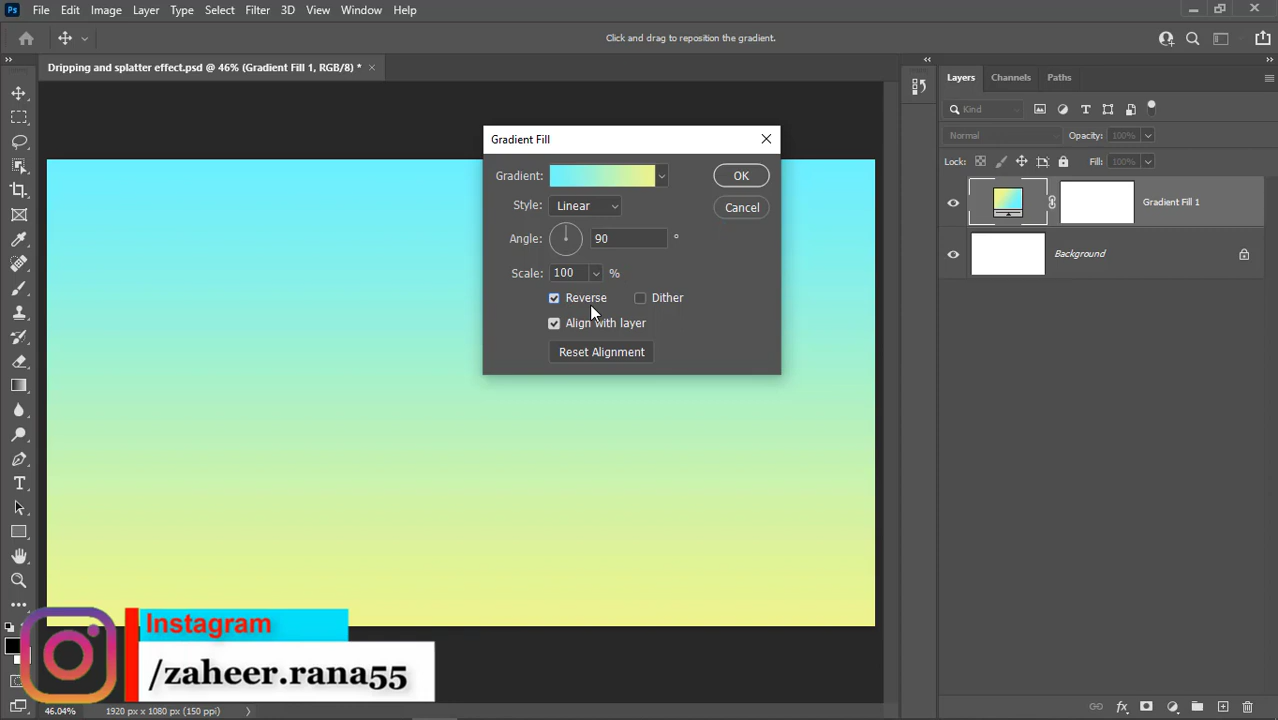 Ps File Edit Image Layer Type Select Filter 3D View Window Help
Click and drag to reposition the gradient.
Dripping and splatter effect.psd @ 46% (Gradient Fill 1, RGB/8) *
Gradient Fill
Gradient:
OK
Style: Linear
Cancel
Angle: 90 °
Scale: 100 %
Reverse Dither
Align with layer
Reset Alignment
Layers Channels Paths
Kind
Normal Opacity: 100%
Lock: Fill: 100%
Gradient Fill 1
Background
Instagram
/zaheer.rana55
46.04% 1920 px x 1080 px (150 ppi)